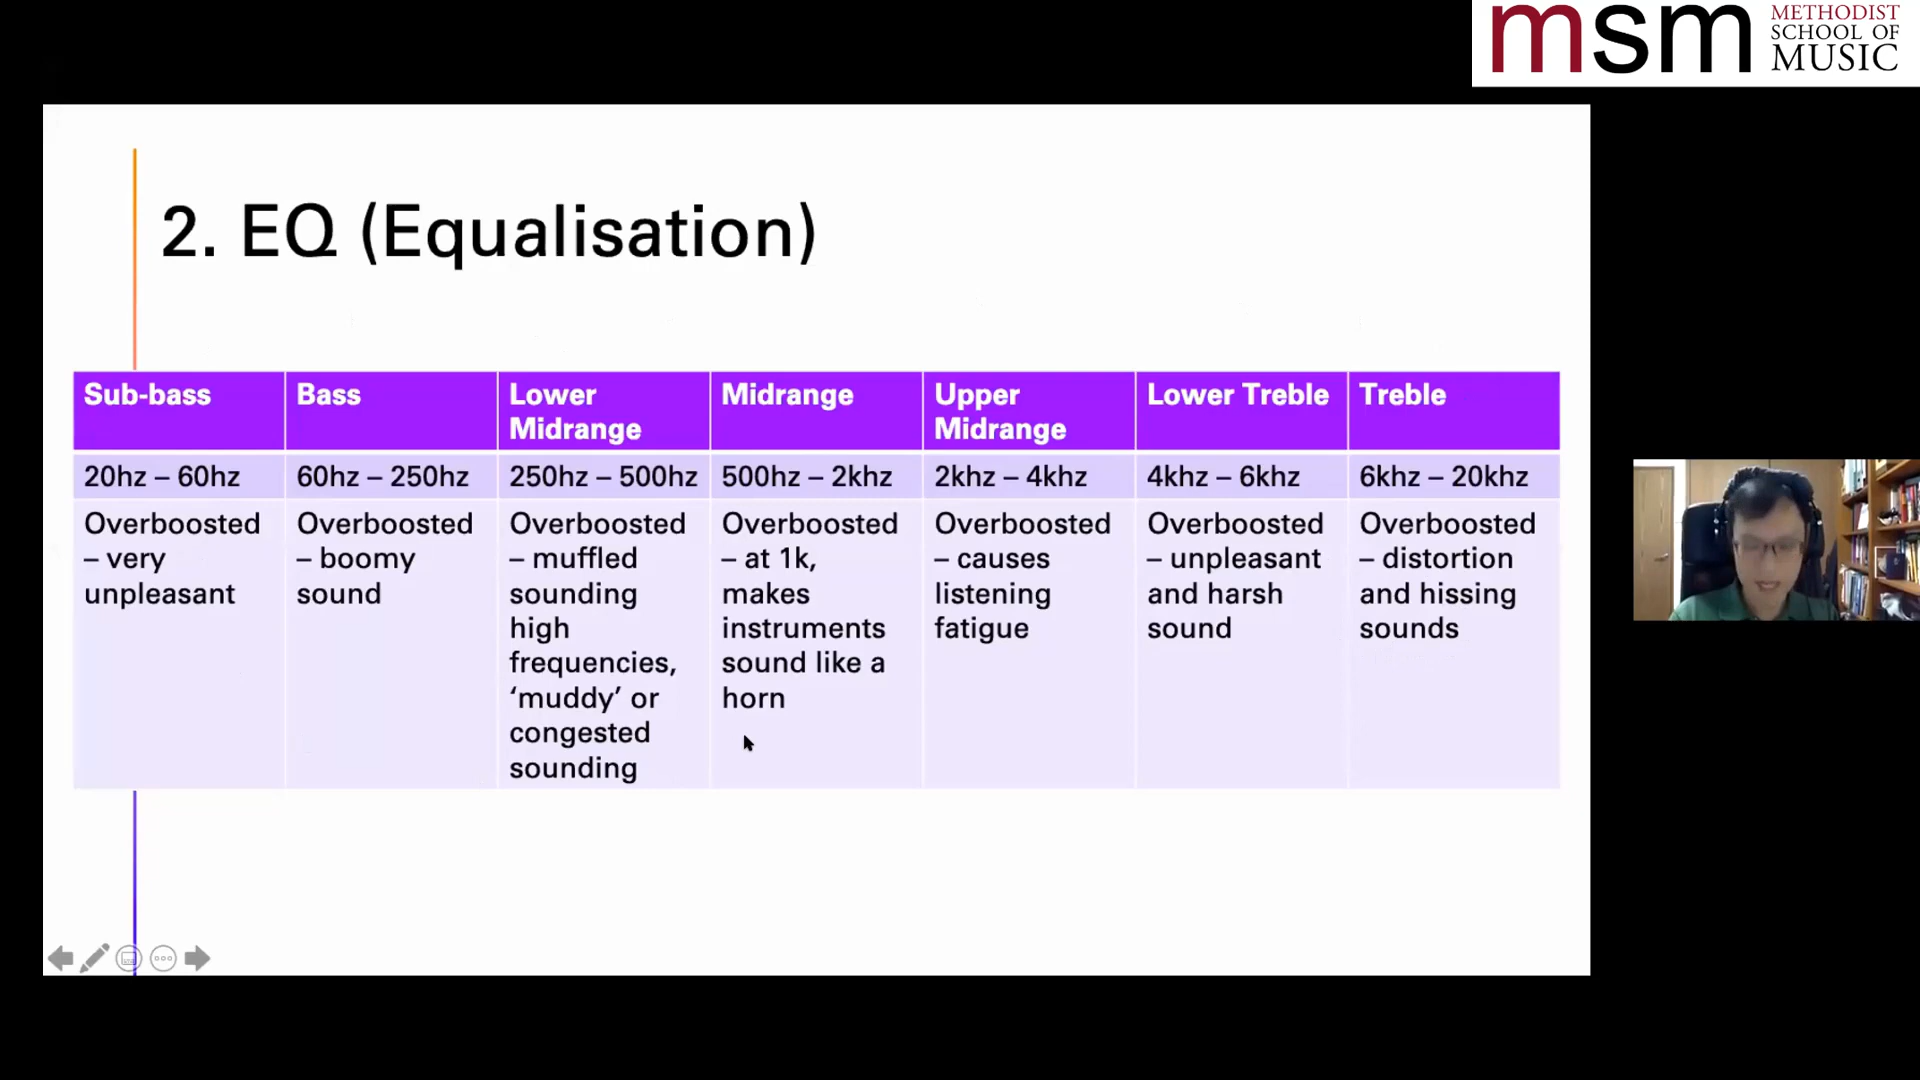 msm METHODIST
SCHOOL OF
MUSIC
2. EQ (Equalisation)
Sub-bass
Bass
Lower
Midrange
Midrange
Upper
Midrange
Lower Treble
Treble
20hz – 60hz
60hz – 250hz
250hz – 500hz
500hz – 2khz
2khz – 4khz
4khz – 6khz
6khz – 20khz
Overboosted
– very
unpleasant
Overboosted
– boomy
sound
Overboosted
– muffled
sounding
high
frequencies,
‘muddy’ or
congested
sounding
Overboosted
– at 1k,
makes
instruments
sound like a
horn
Overboosted
– causes
listening
fatigue
Overboosted
– unpleasant
and harsh
sound
Overboosted
– distortion
and hissing
sounds